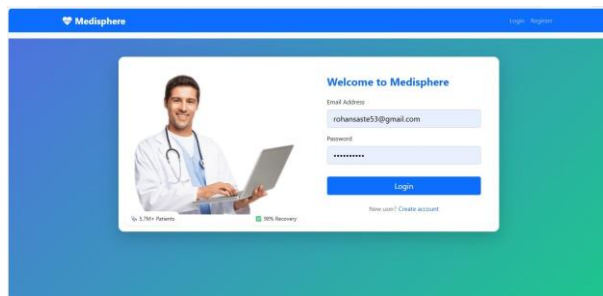 Medisphere
Login Register
Welcome to Medisphere
Email Address
rohansaste53@gmail.com
Password
••••••••••
Login
New user? Create account
3.7M+ Patients
98% Recovery